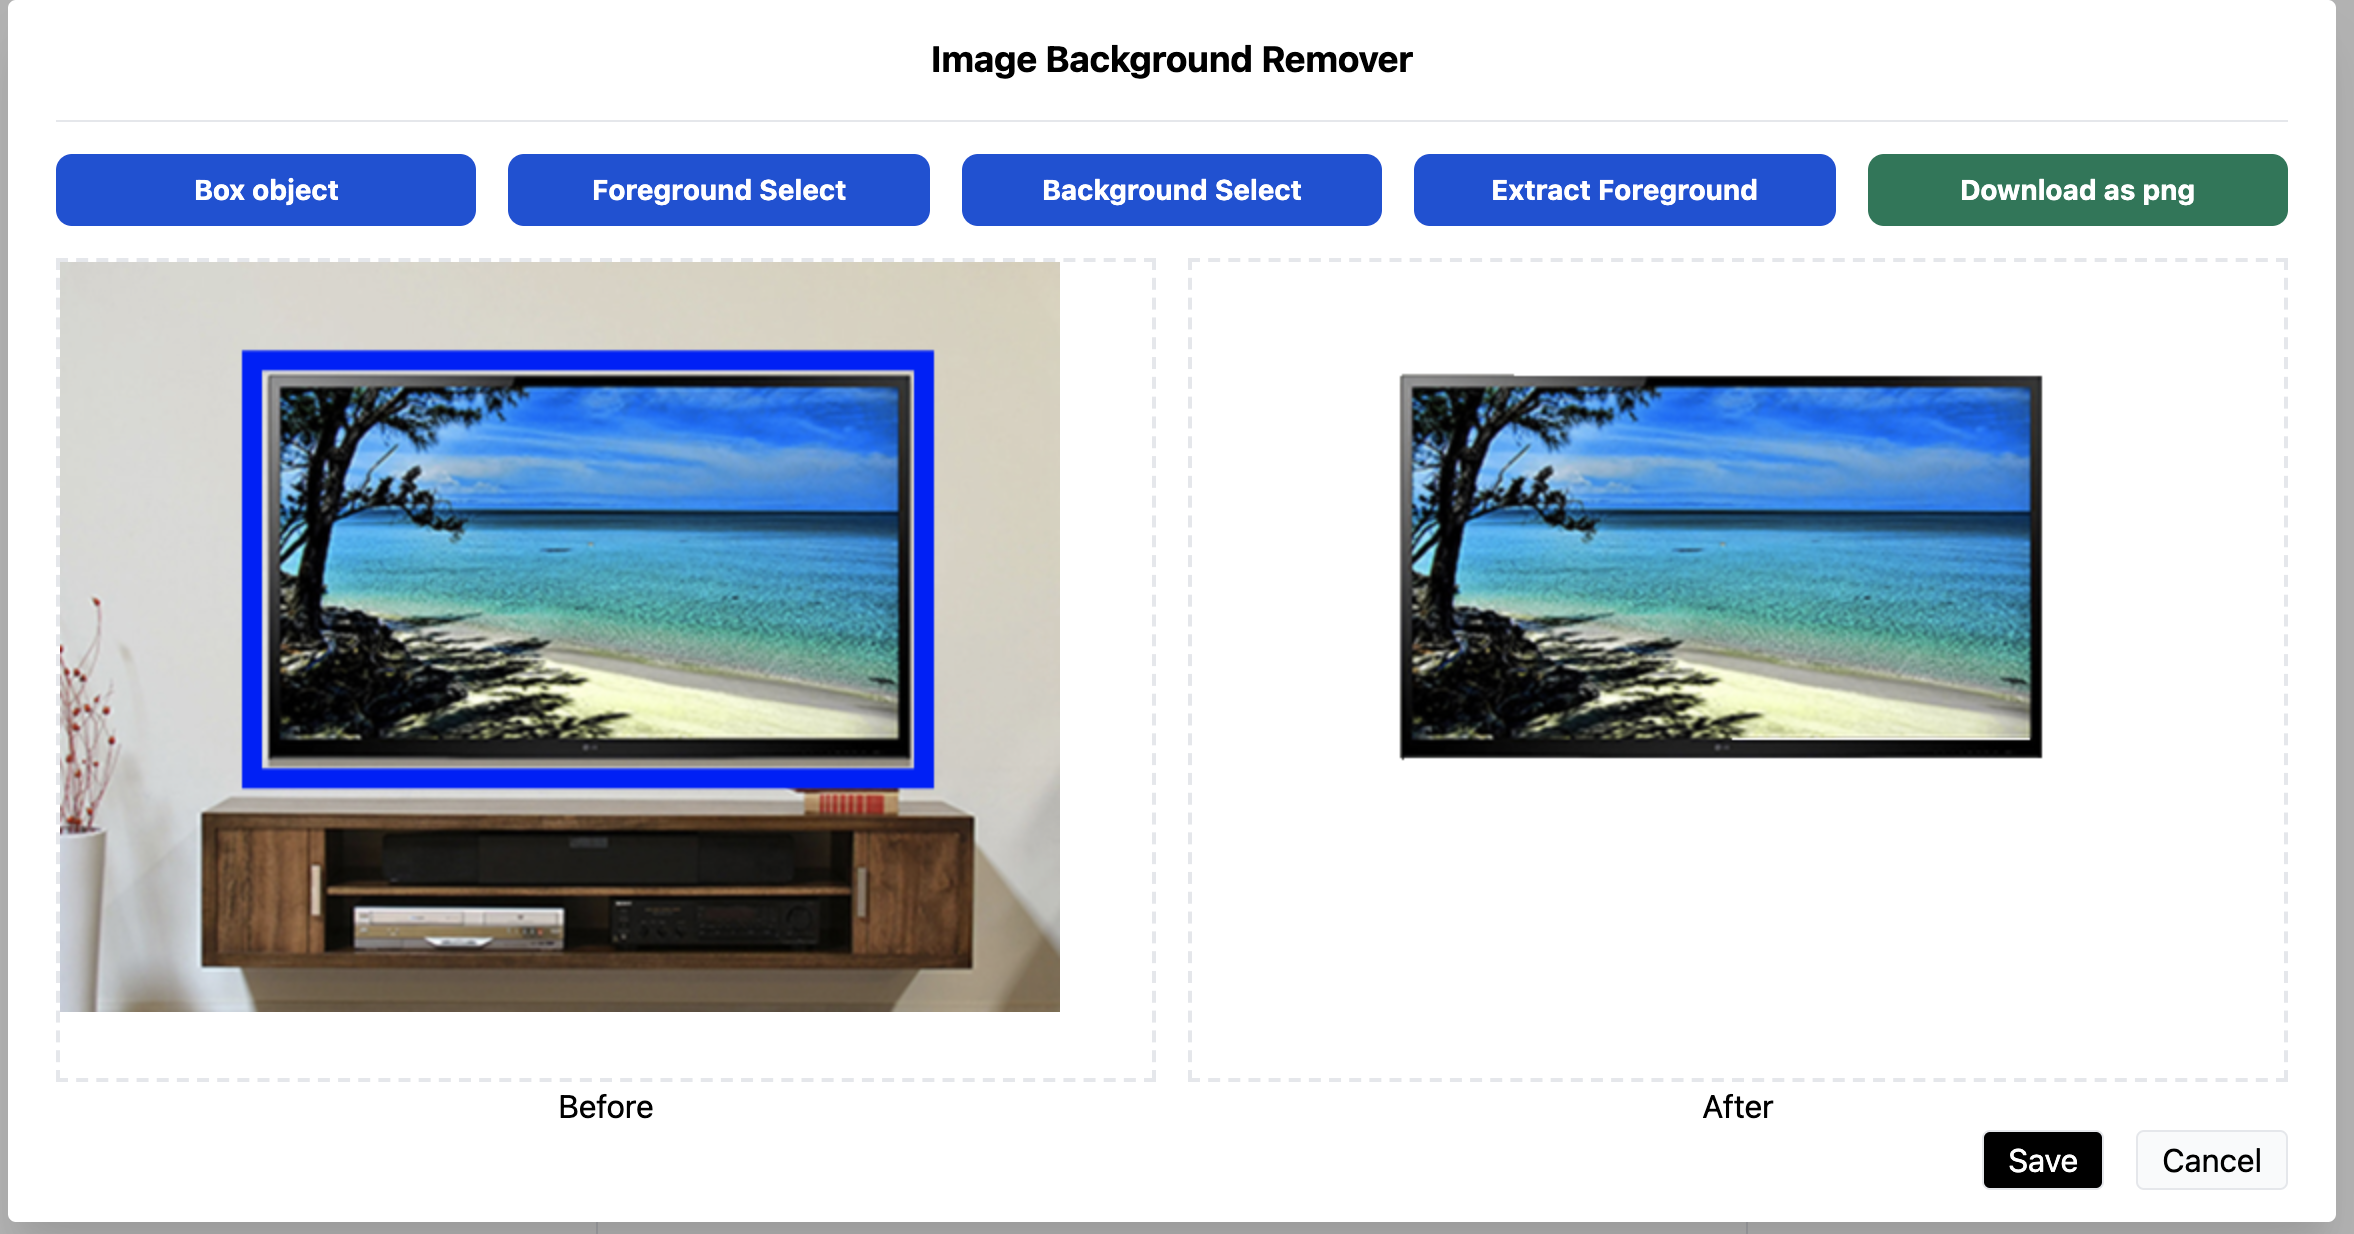 Image Background Remover
Box object
Foreground Select
Background Select
Extract Foreground
Download as png
Before
After
Save
Cancel